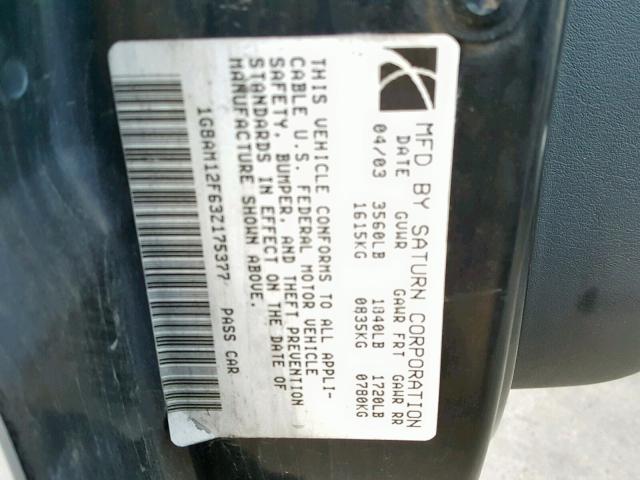 MFD BY SATURN CORPORATION
DATE GVWR GAWR FRT GAWR RR
04/03 3560LB 1840LB 1720LB
1615KG 0835KG 0780KG
THIS VEHICLE CONFORMS TO ALL APPLI-
CABLE U.S. FEDERAL MOTOR VEHICLE
SAFETY, BUMPER, AND THEFT PREVENTION
STANDARDS IN EFFECT ON THE DATE OF
MANUFACTURE SHOWN ABOVE.
1G8AM12F63Z175377 PASS CAR